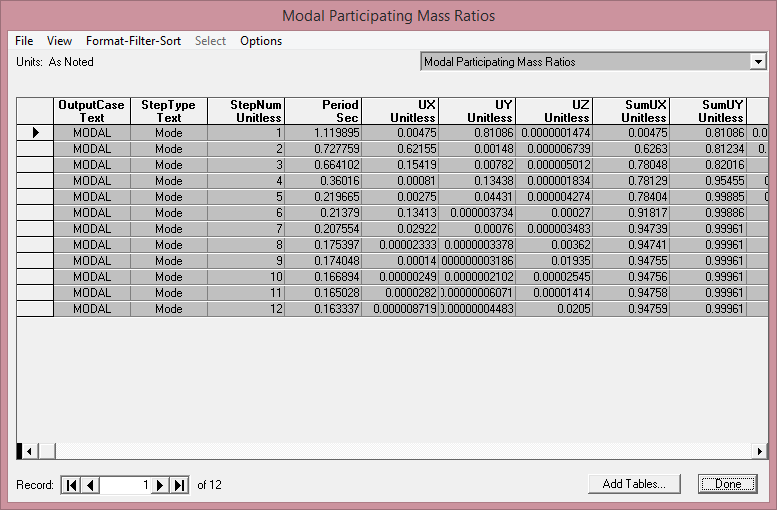 Modal Participating Mass Ratios
File View Format-Filter-Sort Select Options
Units: As Noted Modal Participating Mass Ratios
OutputCase StepType StepNum Period UX UY UZ SumUX SumUY
Text Text Unitless Sec Unitless Unitless Unitless Unitless Unitless
MODAL Mode 1 1.119895 0.00475 0.81086 0.0000001474 0.00475 0.81086 0.0
MODAL Mode 2 0.727759 0.62155 0.00148 0.000006739 0.6263 0.81234 0.
MODAL Mode 3 0.664102 0.15419 0.00782 0.000005012 0.78048 0.82016
MODAL Mode 4 0.36016 0.00081 0.13438 0.000001834 0.78129 0.95455
MODAL Mode 5 0.219665 0.00275 0.04431 0.000004274 0.78404 0.99885
MODAL Mode 6 0.21379 0.13413 0.000003734 0.00027 0.91817 0.99886
MODAL Mode 7 0.207554 0.02922 0.00076 0.000003483 0.94739 0.99961
MODAL Mode 8 0.175397 0.00002333 0.000003378 0.00362 0.94741 0.99961
MODAL Mode 9 0.174048 0.00014 000000003186 0.01935 0.94755 0.99961
MODAL Mode 10 0.166894 0.00000249 0.000002102 0.00002545 0.94756 0.99961
MODAL Mode 11 0.165028 0.0000282 0.00000006071 0.00001414 0.94758 0.99961
MODAL Mode 12 0.163337 0.000008719 0.00000004483 0.0205 0.94759 0.99961
Record: 1 of 12 Add Tables... Done